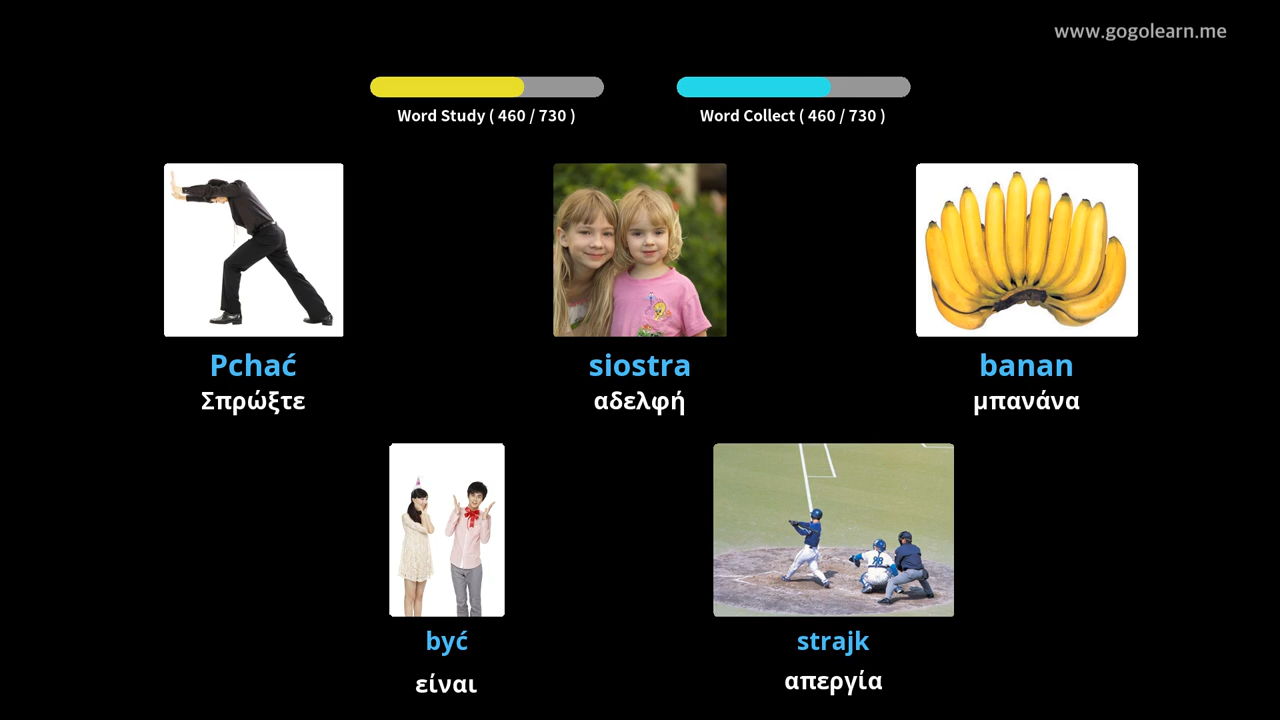 www.gogolearn.me
Word Study ( 460 / 730 )
Word Collect ( 460 / 730 )
Pchać
siostra
banan
Σπρώξτε
αδελφή
μπανάνα
być
strajk
είναι
απεργία